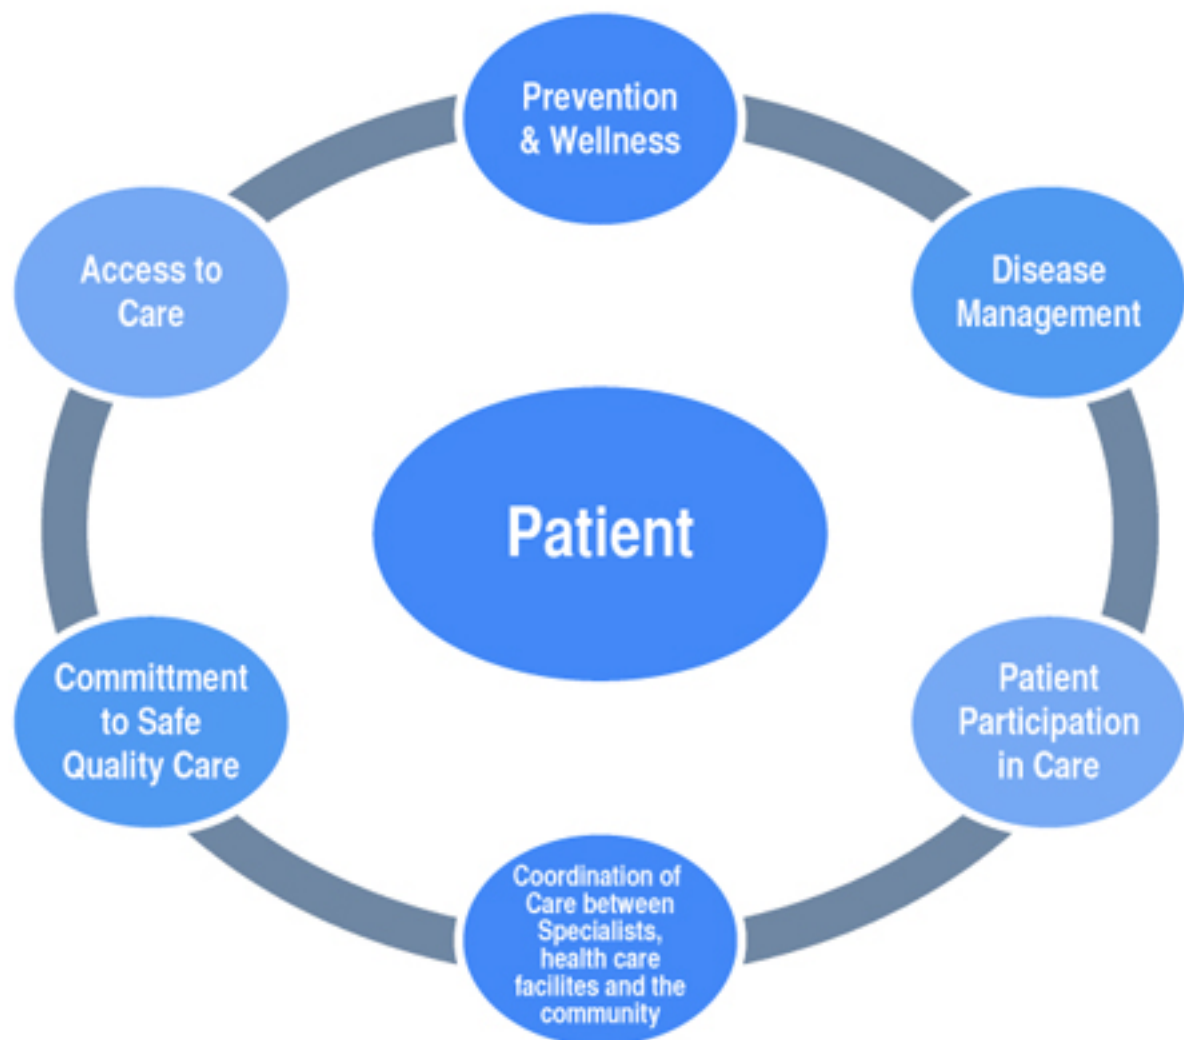 Prevention
& Wellness
Disease
Management
Patient
Participation
in Care
Coordination of
Care between
Specialists,
health care
facilites and the
community
Committment
to Safe
Quality Care
Access to
Care
Patient